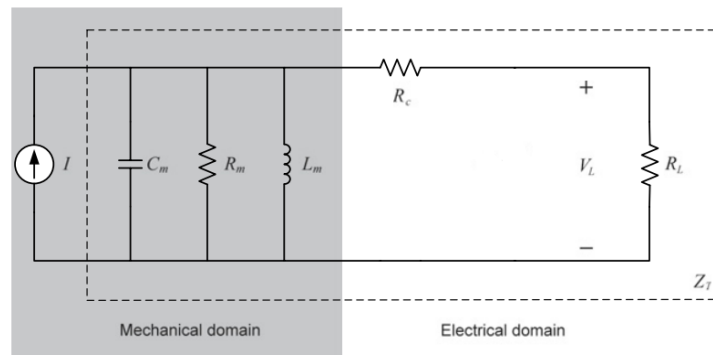 R_c
+
I
C_m
R_m
L_m
V_L
R_L
−
Z_T
Mechanical domain
Electrical domain